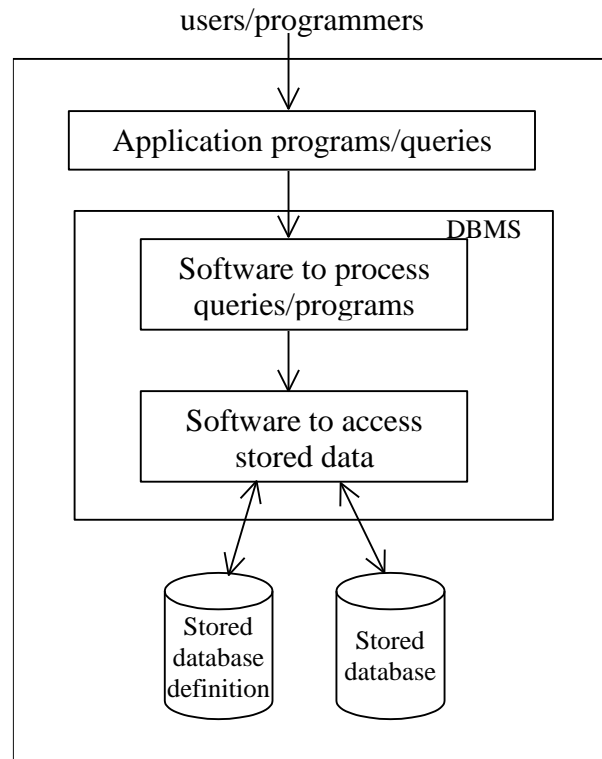 users/programmers
Application programs/queries
DBMS
Software to process
queries/programs
Software to access
stored data
Stored
database
definition
Stored
database